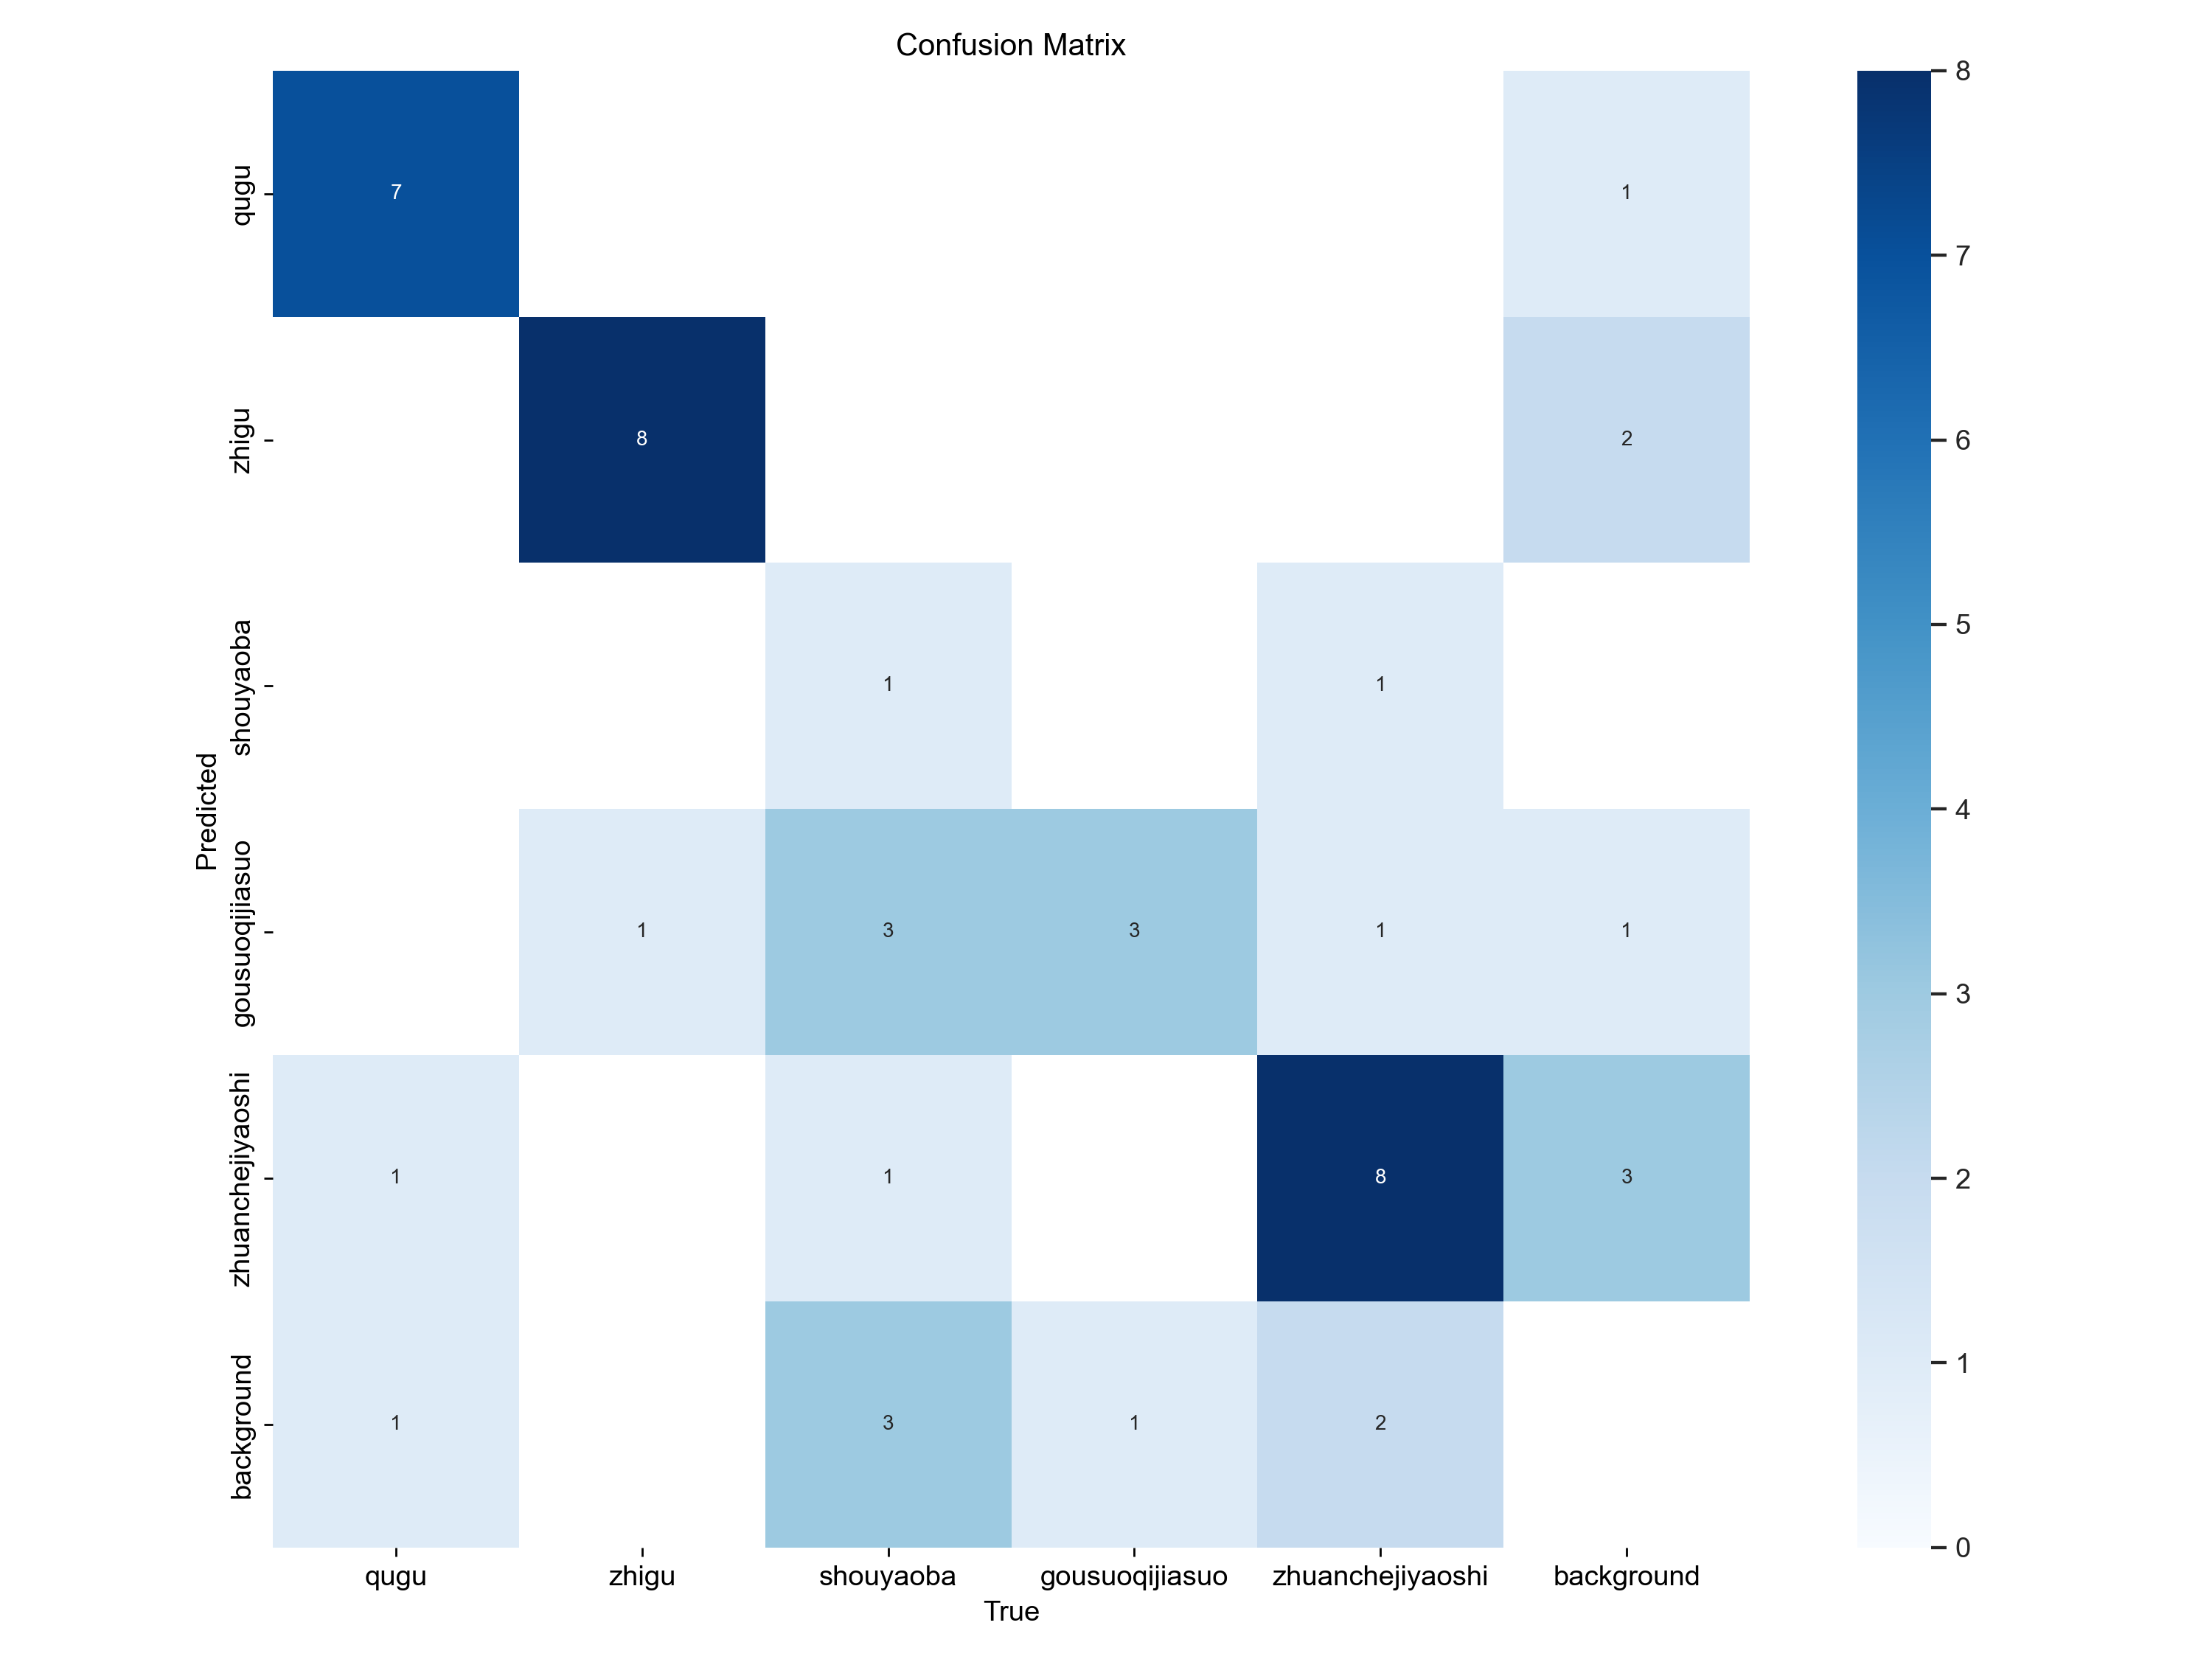 Confusion Matrix
Predicted
qugu
zhigu
shouyaoba
gousuoqijiasuo
zhuanchejiyaoshi
background
7 1
8 2
1 1
1 3 3 1 1
1 1 8 3
1 3 1 2
qugu zhigu shouyaoba gousuoqijiasuo zhuanchejiyaoshi background
True
8
7
6
5
4
3
2
1
0